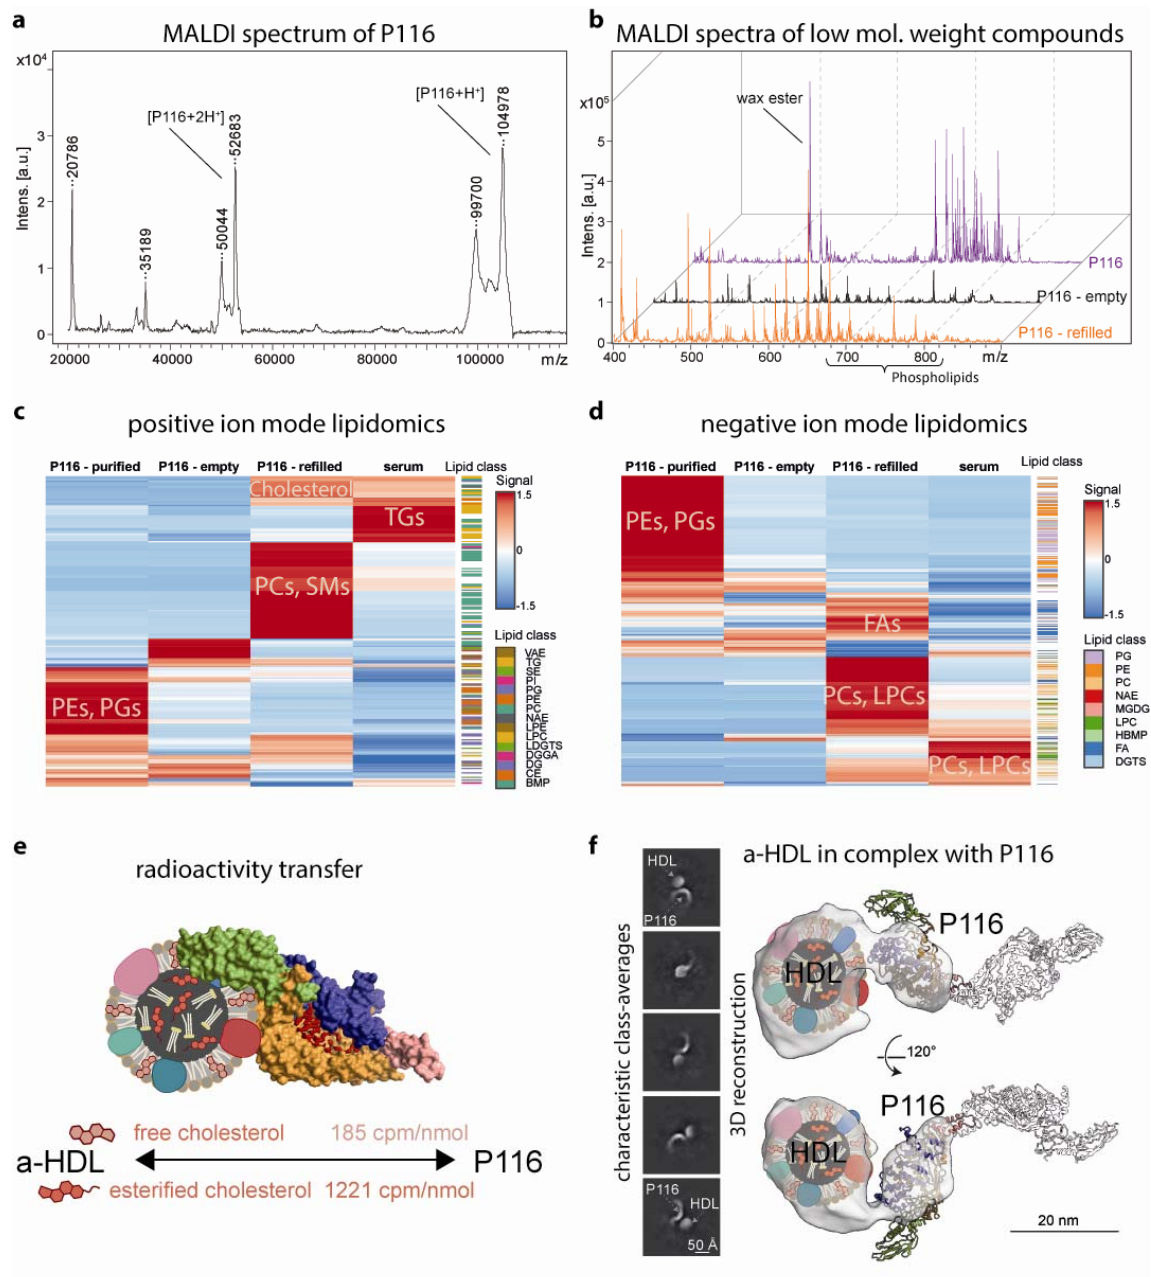 a
MALDI spectrum of P116
x10⁴
Intens. [a.u.]
3
2
1
0
20786
35189
[P116+2H⁺]
50044
52683
[P116+H⁺]
99700
104978
20000
40000
60000
80000
100000
m/z
b
MALDI spectra of low mol. weight compounds
x10⁵
Intens. [a.u.]
5
4
3
2
1
0
wax ester
P116
P116 - empty
P116 - refilled
400
500
600
700
800
m/z
Phospholipids
c
positive ion mode lipidomics
P116 - purified P116 - empty P116 - refilled serum Lipid class
Cholesterol
TGs
PCs, SMs
PEs, PGs
Signal
1.5
0
-1.5
Lipid class
VAE
TG
SE
PI
PG
PE
PC
NAE
LPE
LPC
LDGTS
DGGA
DG
CE
BMP
d
negative ion mode lipidomics
P116 - purified P116 - empty P116 - refilled serum Lipid class
PEs, PGs
FAs
PCs, LPCs
PCs, LPCs
Signal
1.5
0
-1.5
Lipid class
PG
PE
PC
NAE
MGDG
LPC
HBMP
FA
DGTS
e
radioactivity transfer
free cholesterol 185 cpm/nmol
a-HDL P116
esterified cholesterol 1221 cpm/nmol
f
a-HDL in complex with P116
characteristic class-averages
HDL
P116
P116
HDL
50 Å
3D reconstruction
P116
HDL
120°
P116
HDL
20 nm